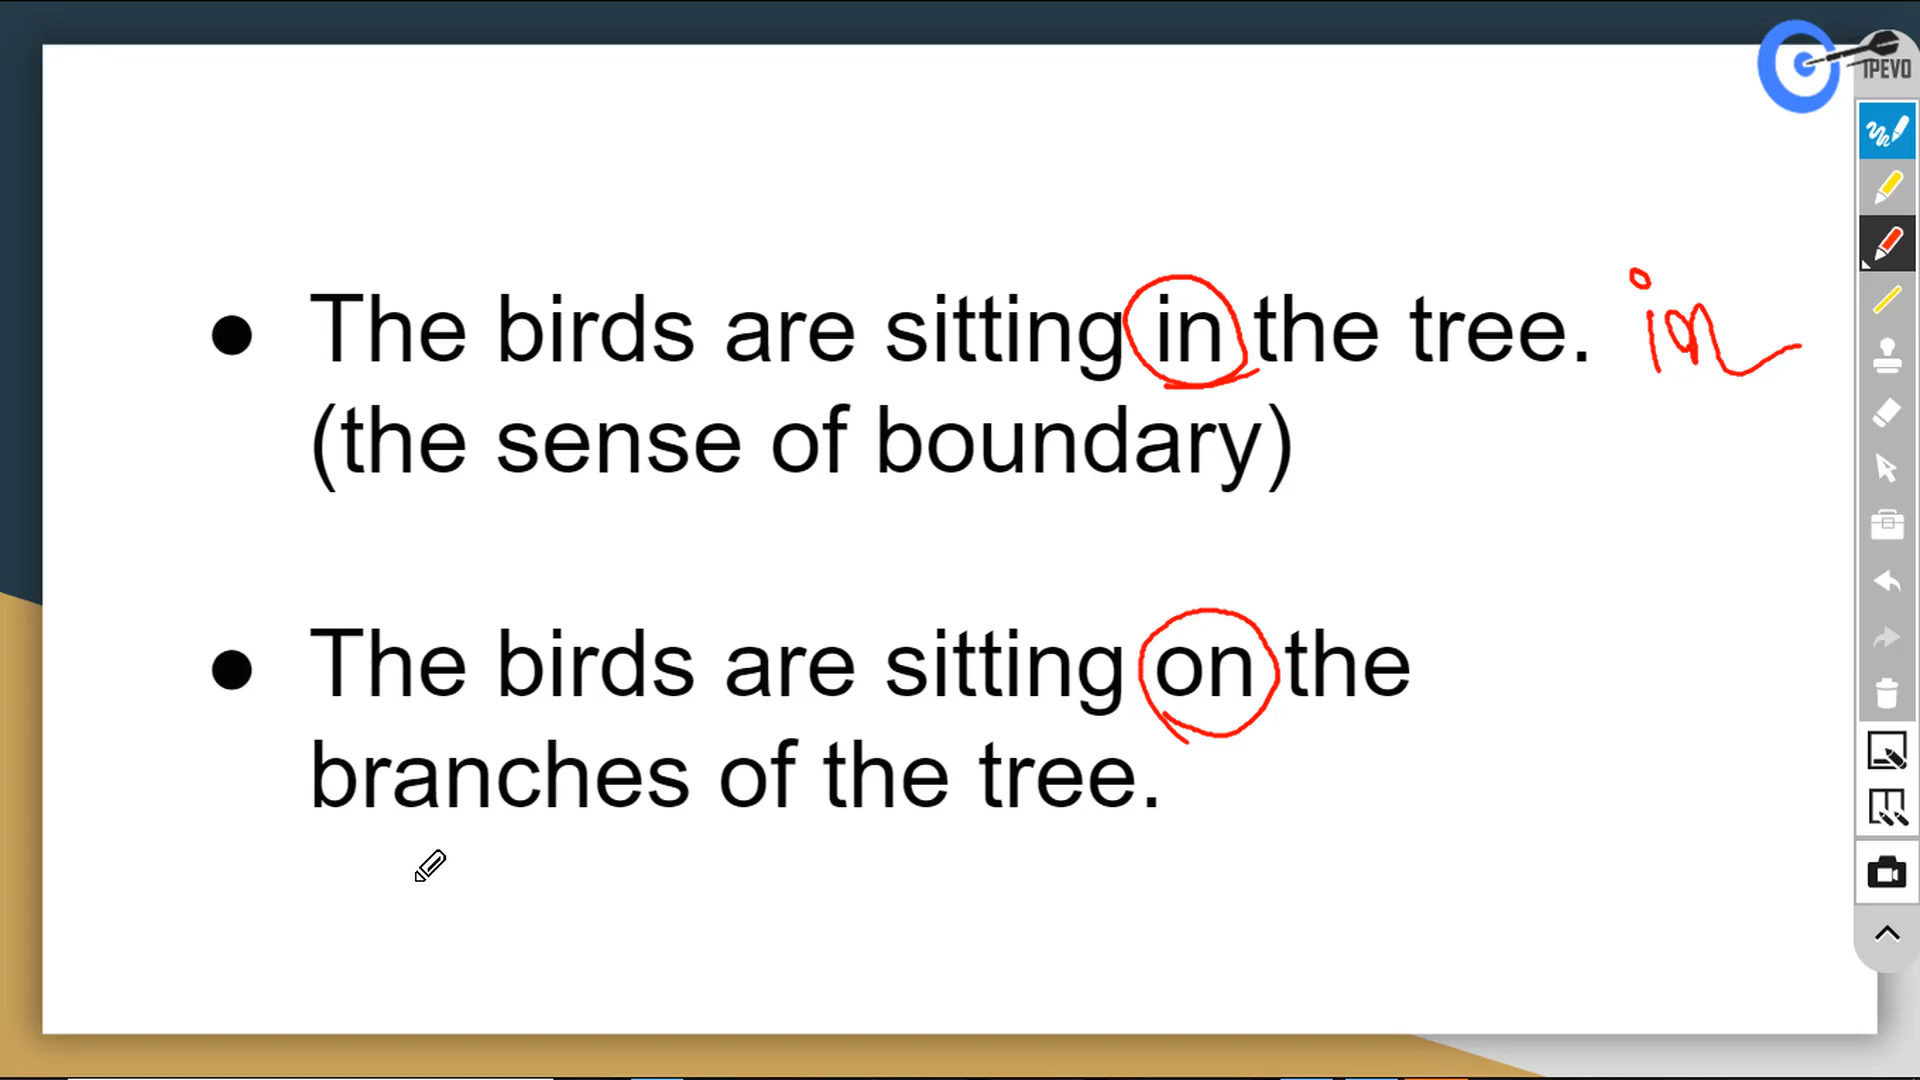 ● The birds are sitting in the tree. in
(the sense of boundary)
● The birds are sitting on the
branches of the tree.
IPEVO